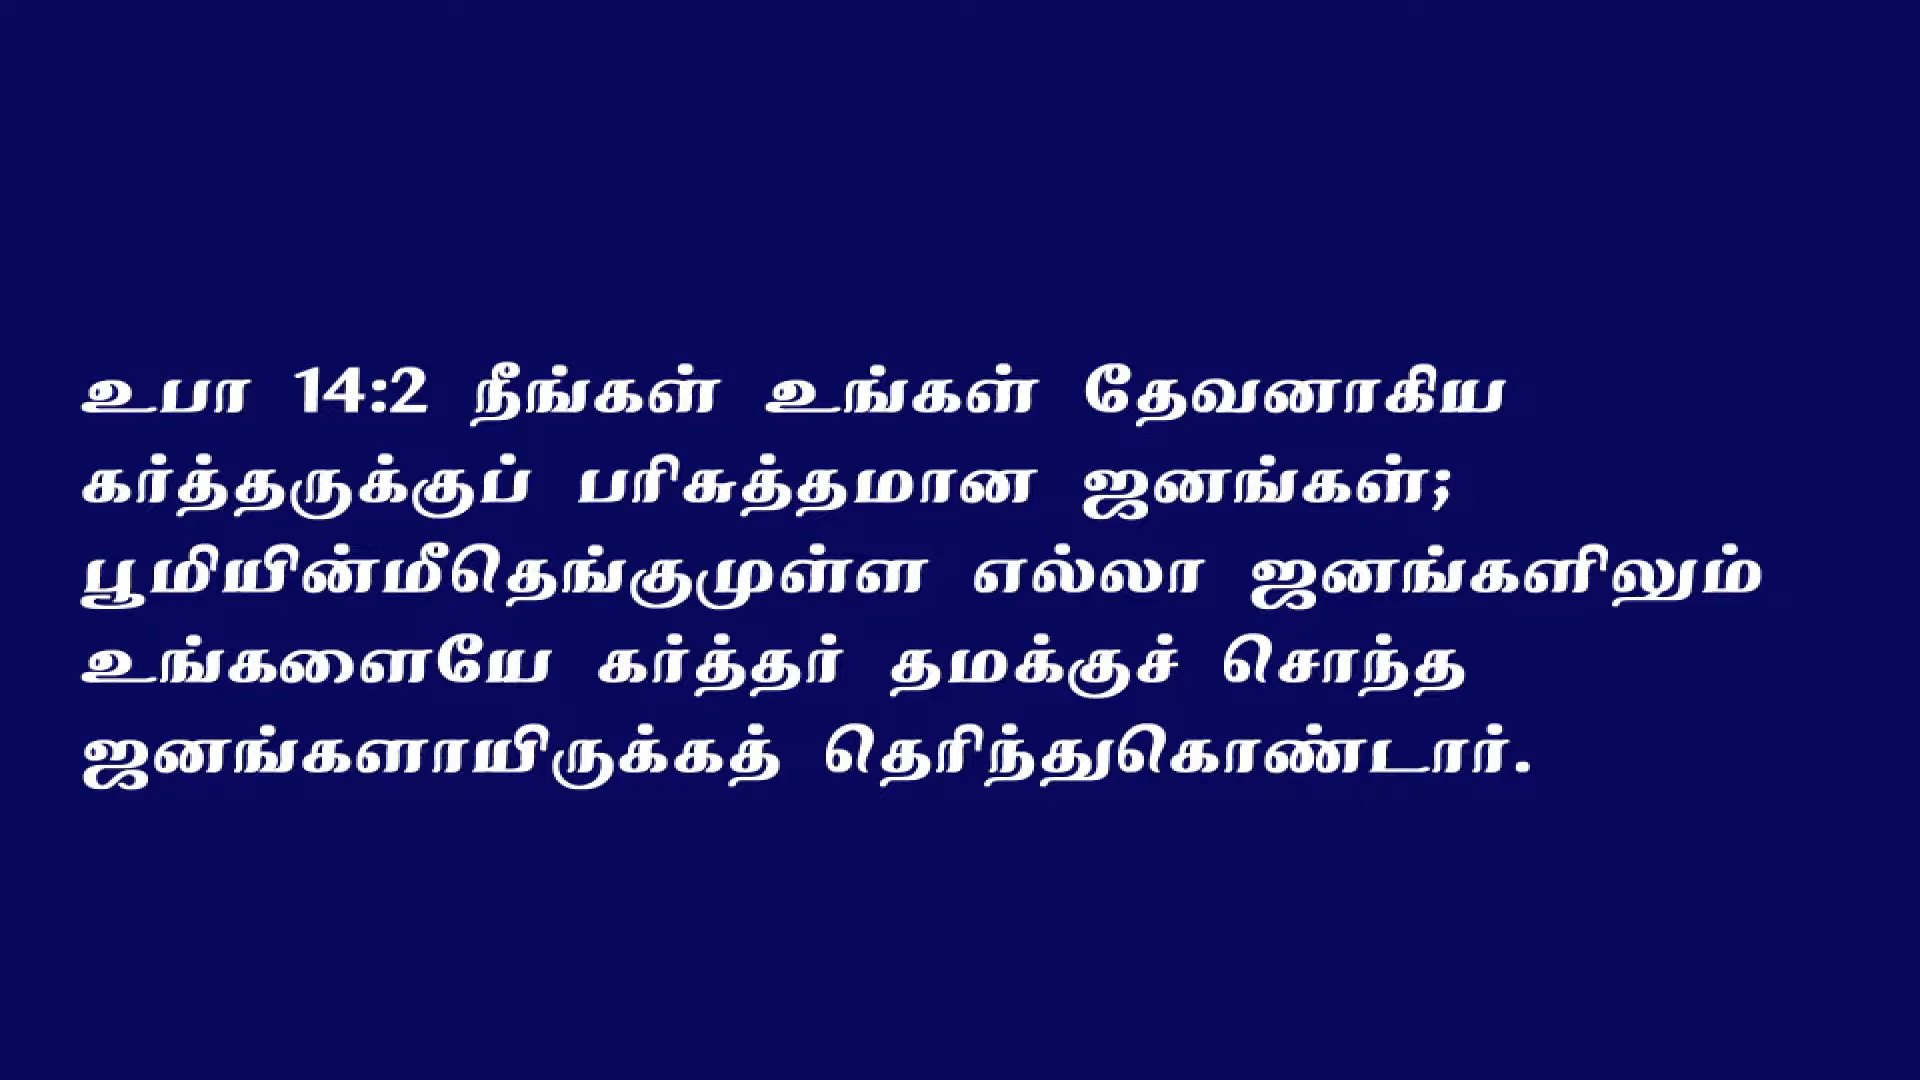 உபா 14:2 நீங்கள் உங்கள் தேவனாகிய
கர்த்தருக்குப் பரிசுத்தமான ஜனங்கள்;
பூமியின்மீதெங்குமுள்ள எல்லா ஜனங்களிலும்
உங்களையே கர்த்தர் தமக்குச் சொந்த
ஜனங்களாயிருக்கத் தெரிந்துகொண்டார்.